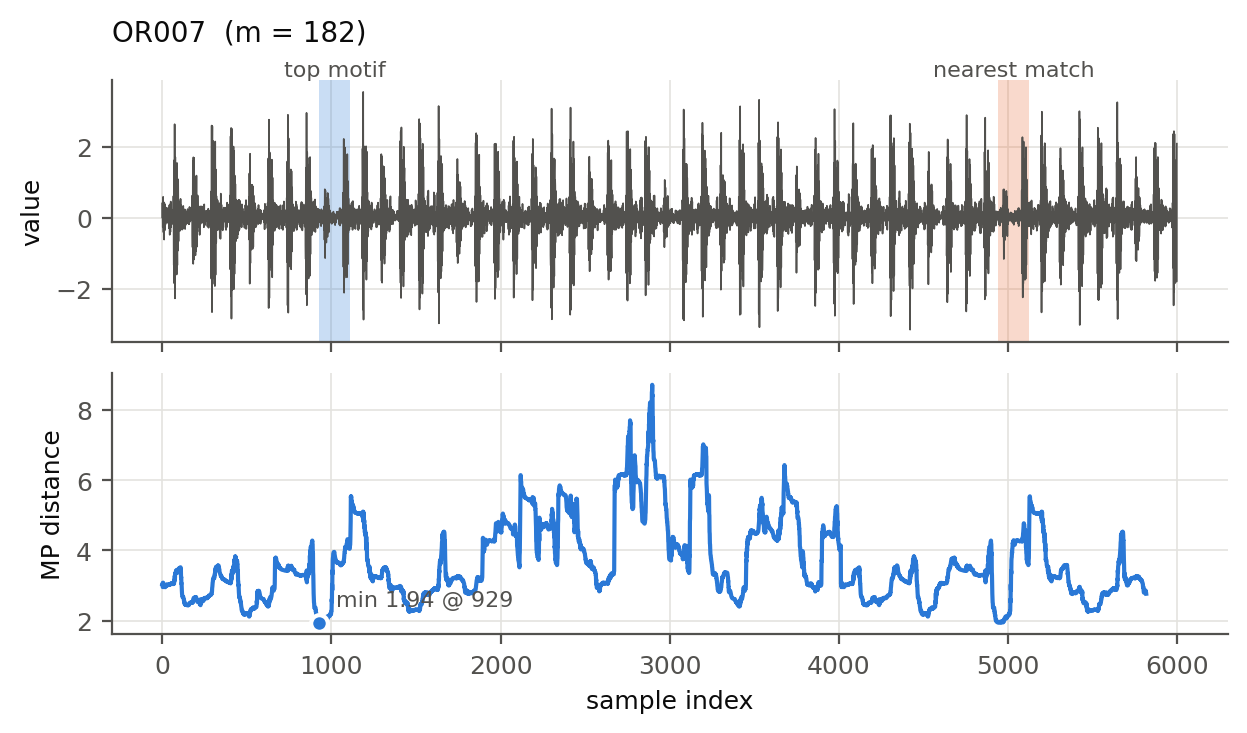 OR007  (m = 182)
top motif
nearest match
value
2
0
−2
MP distance
8
6
4
2
min 1.94 @ 929
0
1000
2000
3000
4000
5000
6000
sample index